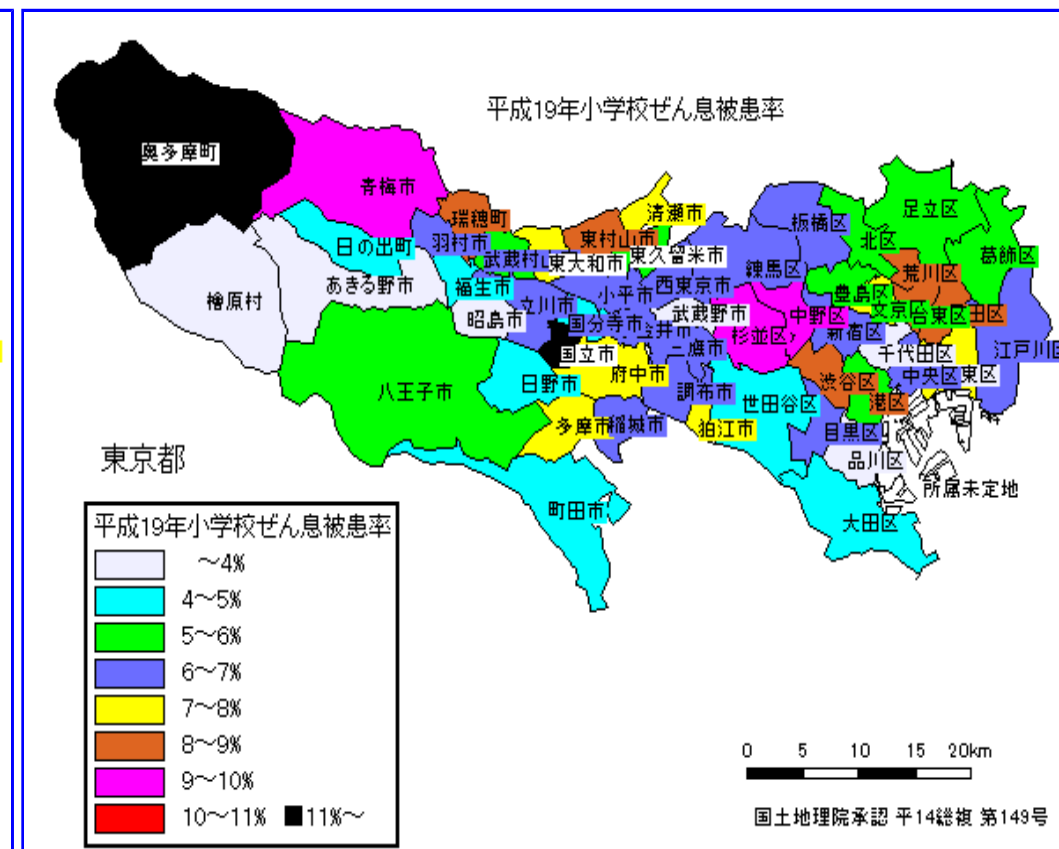 平成19年小学校ぜん息被患率
奥多摩町
青梅市
瑞穂町
清瀬市
板橋区
足立区
日の出町
羽村市
武蔵村山
東村山市
東大和市
東久留米市
北区
葛飾区
檜原村
あきる野市
福生市
立川市
小平市
西東京市
練馬区
豊島区
荒川区
文京区
台東区
田区
昭島市
国分寺市
武蔵野市
中野区
杉並区
新宿区
千代田区
江戸川区
国立市
三鷹市
八王子市
日野市
府中市
調布市
世田谷区
渋谷区
中央区
東区
港区
多摩市
稲城市
狛江市
目黒区
品川区
東京都
町田市
所属未定地
大田区
平成19年小学校ぜん息被患率
～4%
4～5%
5～6%
6～7%
7～8%
8～9%
9～10%
10～11% ■11%～
0 5 10 15 20km
国土地理院承認 平14総複 第149号